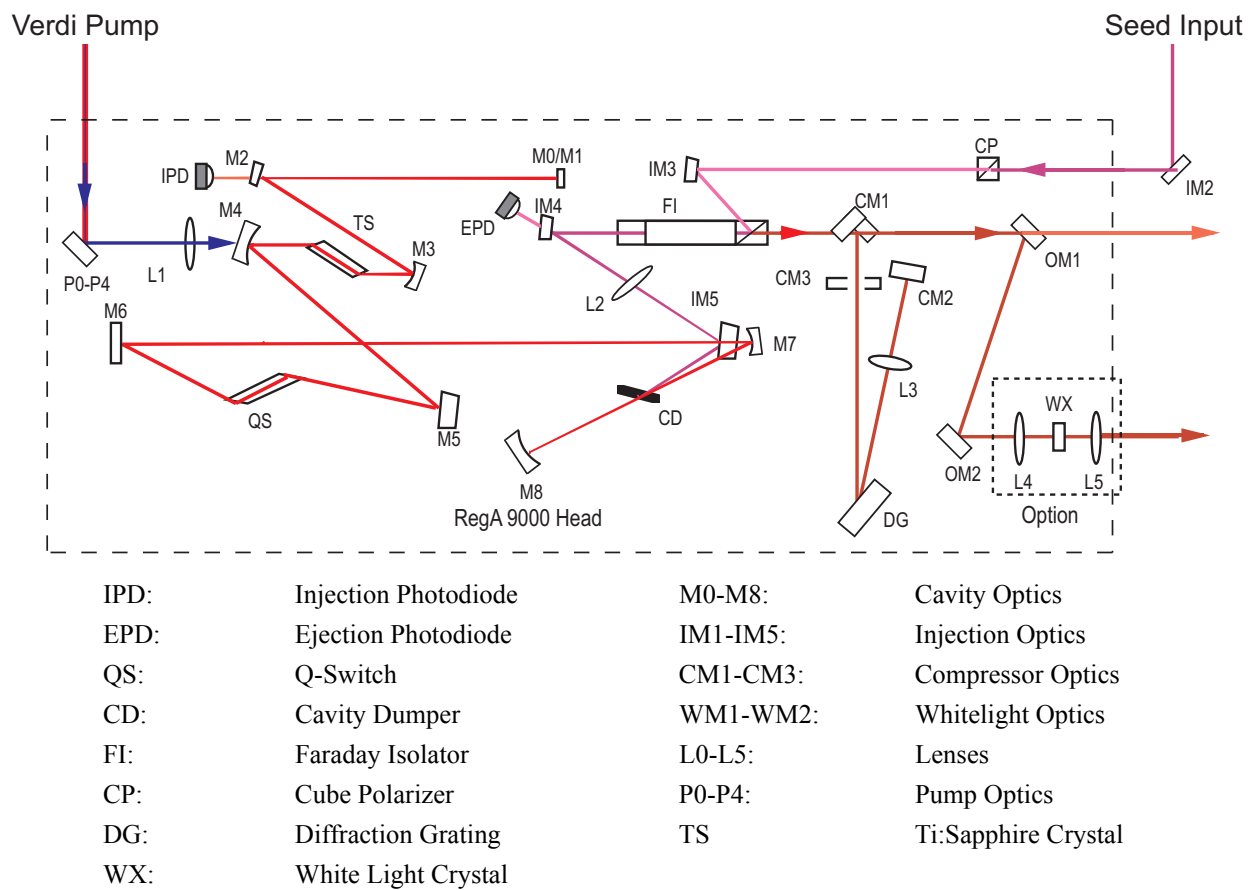 Verdi Pump
Seed Input
M2
M0/M1
IPD
CP
IM3
IM2
M4
TS
IM4
EPD
FI
CM1
M3
L1
P0-P4
OM1
CM3
CM2
L2
IM5
M6
M7
L3
QS
M5
CD
WX
OM2
L4
L5
M8
DG
Option
RegA 9000 Head
IPD: Injection Photodiode M0-M8: Cavity Optics
EPD: Ejection Photodiode IM1-IM5: Injection Optics
QS: Q-Switch CM1-CM3: Compressor Optics
CD: Cavity Dumper WM1-WM2: Whitelight Optics
FI: Faraday Isolator L0-L5: Lenses
CP: Cube Polarizer P0-P4: Pump Optics
DG: Diffraction Grating TS Ti:Sapphire Crystal
WX: White Light Crystal